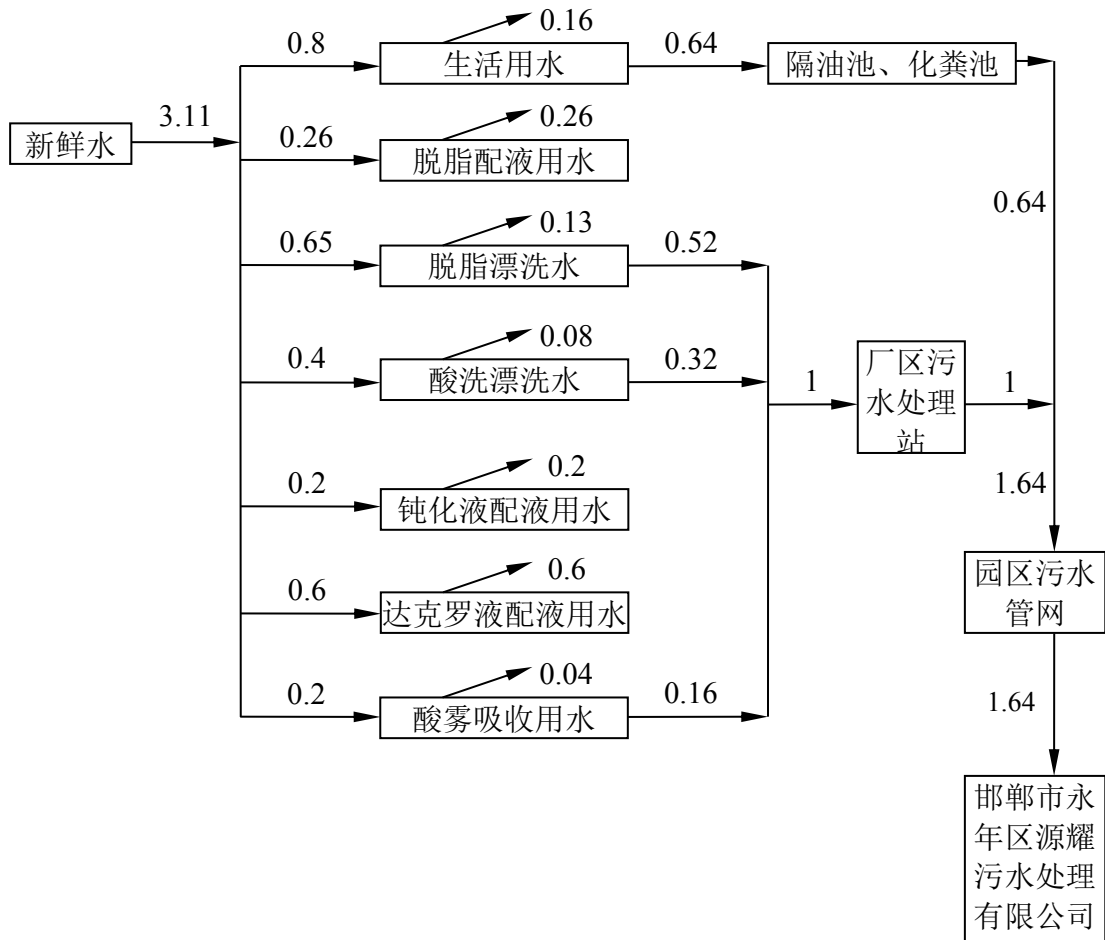 0.16
0.8
生活用水
0.64
隔油池、化粪池
3.11
新鲜水
0.26
0.26
脱脂配液用水
0.64
0.13
0.65
脱脂漂洗水
0.52
0.08
0.4
酸洗漂洗水
0.32
1
厂区污
水处理
站
1
0.2
0.2
钝化液配液用水
1.64
0.6
0.6
达克罗液配液用水
园区污水
管网
0.04
0.2
酸雾吸收用水
0.16
1.64
邯郸市永
年区源耀
污水处理
有限公司